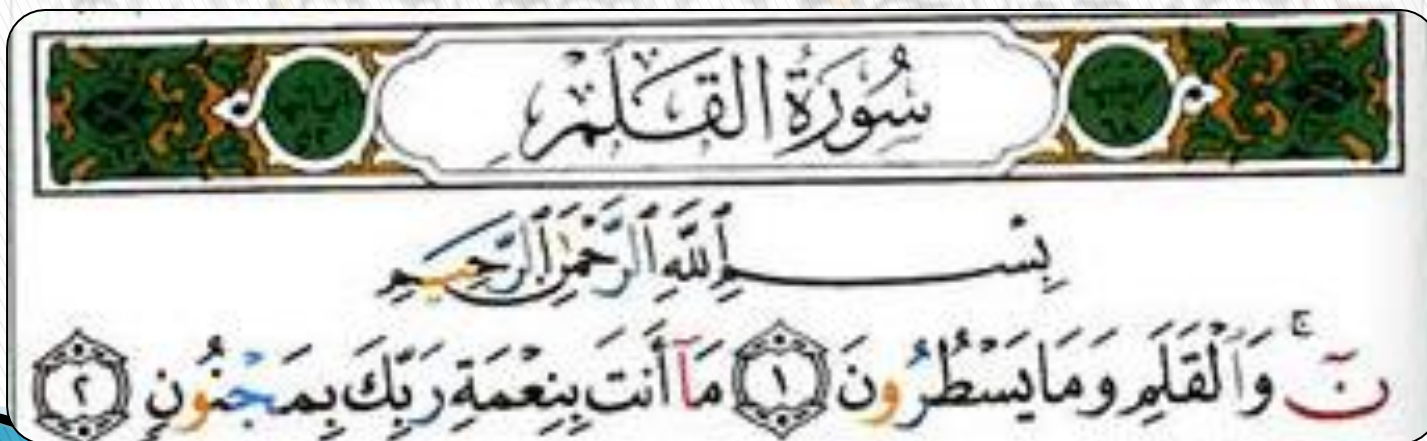 سُورَةُ القَلَمِ
بِسْمِ ٱللَّهِ ٱلرَّحْمَٰنِ ٱلرَّحِيمِ
نٓ ۚ وَٱلْقَلَمِ وَمَا يَسْطُرُونَ ١ مَآ أَنتَ بِنِعْمَةِ رَبِّكَ بِمَجْنُونٍ ٢